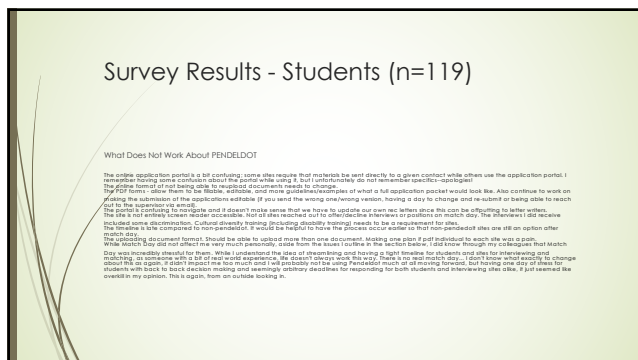 Survey Results - Students (n=119)
What Does Not Work About PENDELDOT
The online application portal is a bit confusing; some sites require that materials be sent directly to a given contact while others use the application portal. I
remember having some confusion about the portal while using it, but I unfortunately do not remember specifics--apologies!
The online format of not being able to reupload documents needs to change.
The PDF forms - allow them to be fillable, editable, and more guidelines/examples of what a full application packet would look like. Also continue to work on
making the submission of the applications editable (if you send the wrong one/wrong version, having a day to change and re-submit or being able to reach
out to the supervisor via email).
The portal is confusing to navigate and it doesn't make sense that we have to update our own rec letters since this can be offputting to letter writers.
The site is not entirely screen reader accessible. Not all sites reached out to offer/decline interviews or positions on match day. The interviews I did receive
included some discrimination. Cultural diversity training (including disability training) needs to be a requirement for sites.
The timeline is late compared to non-pendeldot. It would be helpful to have the process occur earlier so that non-pendeldot sites are still an option after
match day.
The uploading document format. Should be able to upload more than one document. Making one plan it pdf individual to each site was a pain.
While Match Day did not affect me very much personally, aside from the issues I outline in the section below, I did know through my colleagues that Match
Day was incredibly stressful for them. While I understand the idea of streamlining and having a tight timeline for students and sites for interviewing and
matching, as someone with a bit of real world experience, life doesn't always work this way. There is no real match day... I don't know what exactly to change
about this as again, it didn't impact me too much and I will probably not be using Pendeldot much at all moving forward, but having one day of stress for
students with back to back decision making and seemingly arbitrary deadlines for responding for both students and interviewing sites alike, it just seemed like
overkill in my opinion. This is again, from an outside looking in.